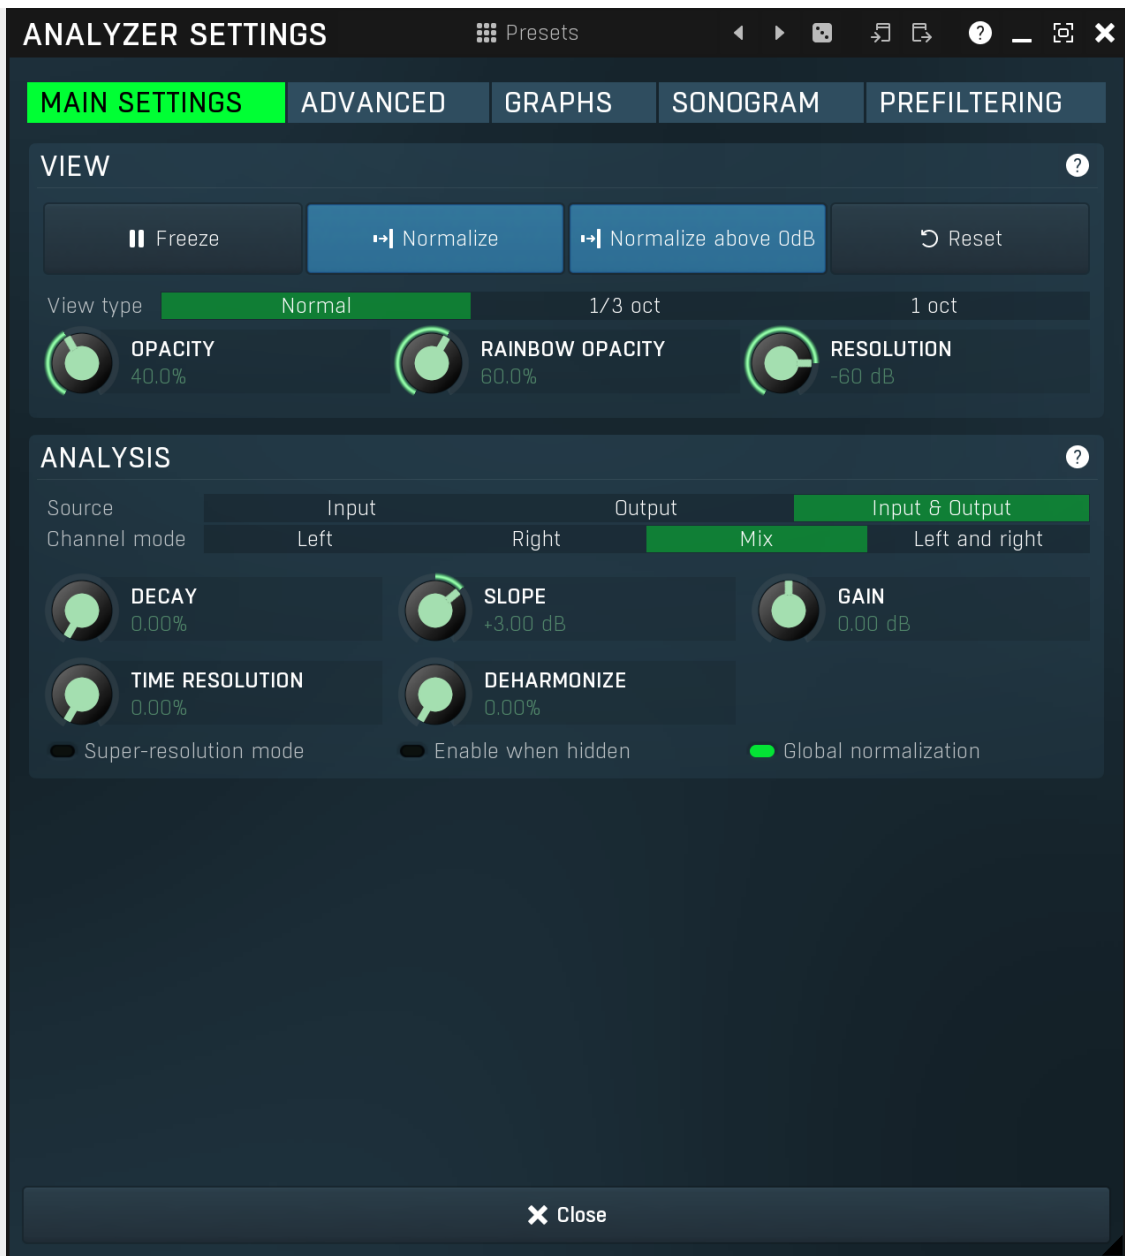 ANALYZER SETTINGS Presets ?
MAIN SETTINGS ADVANCED GRAPHS SONOGRAM PREFILTERING
VIEW ?
Freeze Normalize Normalize above 0dB Reset
View type Normal 1/3 oct 1 oct
OPACITY RAINBOW OPACITY RESOLUTION
40.0% 60.0% -60 dB
ANALYSIS ?
Source Input Output Input & Output
Channel mode Left Right Mix Left and right
DECAY SLOPE GAIN
0.00% +3.00 dB 0.00 dB
TIME RESOLUTION DEHARMONIZE
0.00% 0.00%
Super-resolution mode Enable when hidden Global normalization
Close